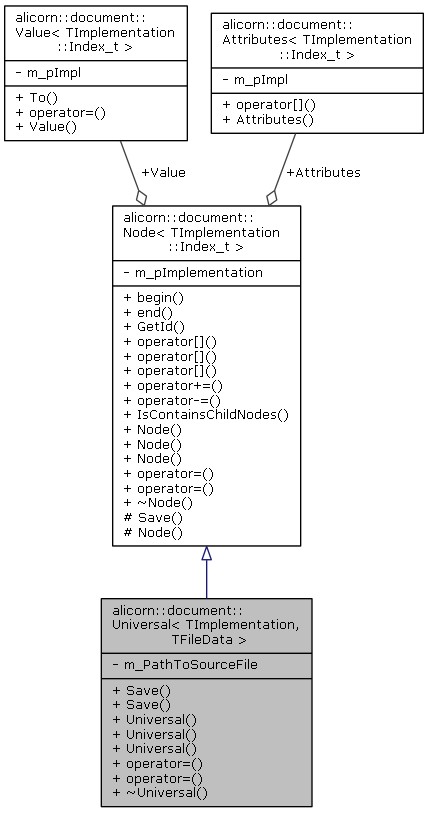 alicorn::document::
Value< TImplementation
::Index_t >
- m_pImpl
+ To()
+ operator=()
+ Value()
alicorn::document::
Attributes< TImplementation
::Index_t >
- m_pImpl
+ operator[]()
+ Attributes()
+Value
+Attributes
alicorn::document::
Node< TImplementation
::Index_t >
- m_pImplementation
+ begin()
+ end()
+ GetId()
+ operator[]()
+ operator[]()
+ operator[]()
+ operator+=()
+ operator-=()
+ IsContainsChildNodes()
+ Node()
+ Node()
+ Node()
+ operator=()
+ operator=()
+ ~Node()
# Save()
# Node()
alicorn::document::
Universal< TImplementation,
TFileData >
- m_PathToSourceFile
+ Save()
+ Save()
+ Universal()
+ Universal()
+ Universal()
+ operator=()
+ operator=()
+ ~Universal()